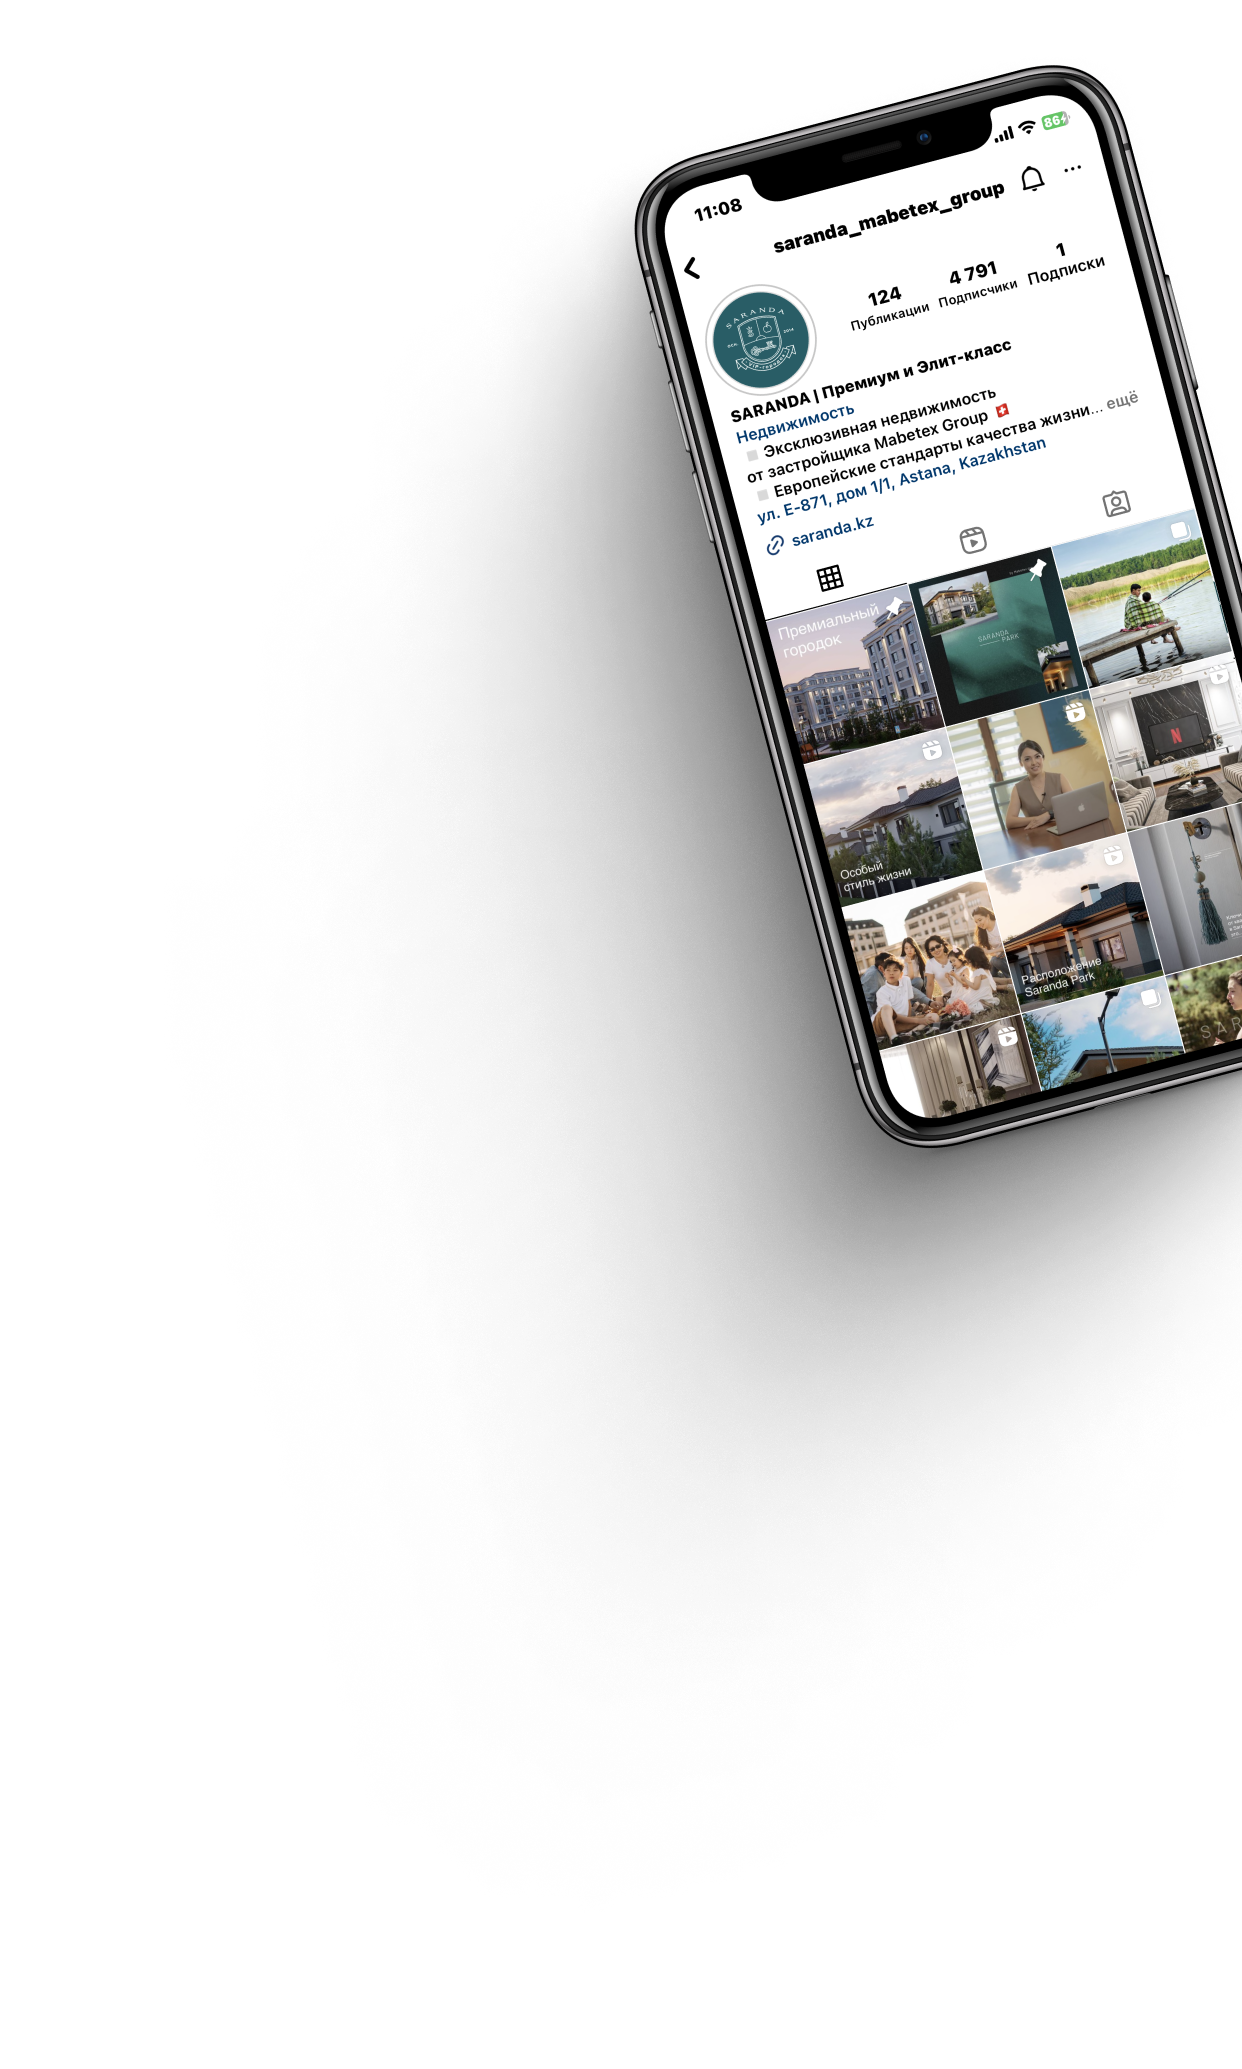 11:08
86
saranda_mabetex_group
124
Публикации
4 791
Подписчики
1
Подписки
SARANDA
VIP-городок
SARANDA | Премиум и Элит-класс
Недвижимость
Эксклюзивная недвижимость
от застройщика Mabetex Group
Европейские стандарты качества жизни... ещё
ул. Е-871, дом 1/1, Astana, Kazakhstan
saranda.kz
Премиальный
городок
SARANDA
PARK
N
Особый
стиль жизни
Расположение
Saranda Park